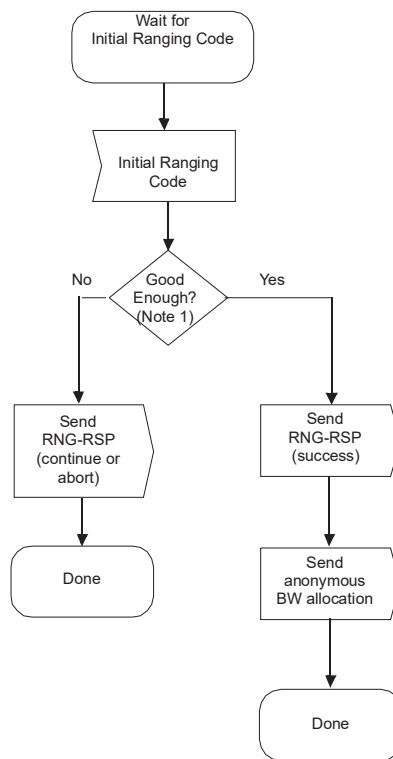 Wait for
Initial Ranging Code
Initial Ranging
Code
No
Good
Enough?
(Note 1)
Yes
Send
RNG-RSP
(continue or
abort)
Send
RNG-RSP
(success)
Done
Send
anonymous
BW allocation
Done